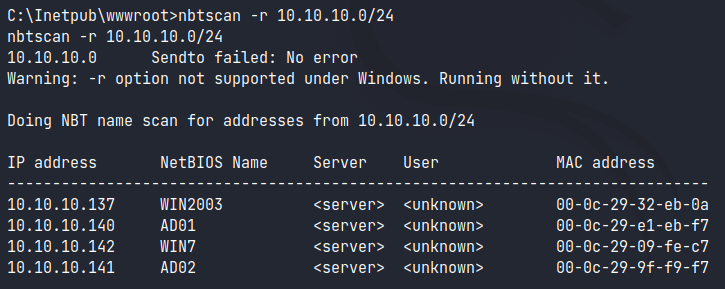 C:\Inetpub\wwwroot>nbtscan -r 10.10.10.0/24
nbtscan -r 10.10.10.0/24
10.10.10.0      Sendto failed: No error
Warning: -r option not supported under Windows. Running without it.
Doing NBT name scan for addresses from 10.10.10.0/24
IP address       NetBIOS Name     Server    User             MAC address
------------------------------------------------------------------------------
10.10.10.137     WIN2003          <server>  <unknown>        00-0c-29-32-eb-0a
10.10.10.140     AD01             <server>  <unknown>        00-0c-29-e1-eb-f7
10.10.10.142     WIN7             <server>  <unknown>        00-0c-29-09-fe-c7
10.10.10.141     AD02             <server>  <unknown>        00-0c-29-9f-f9-f7